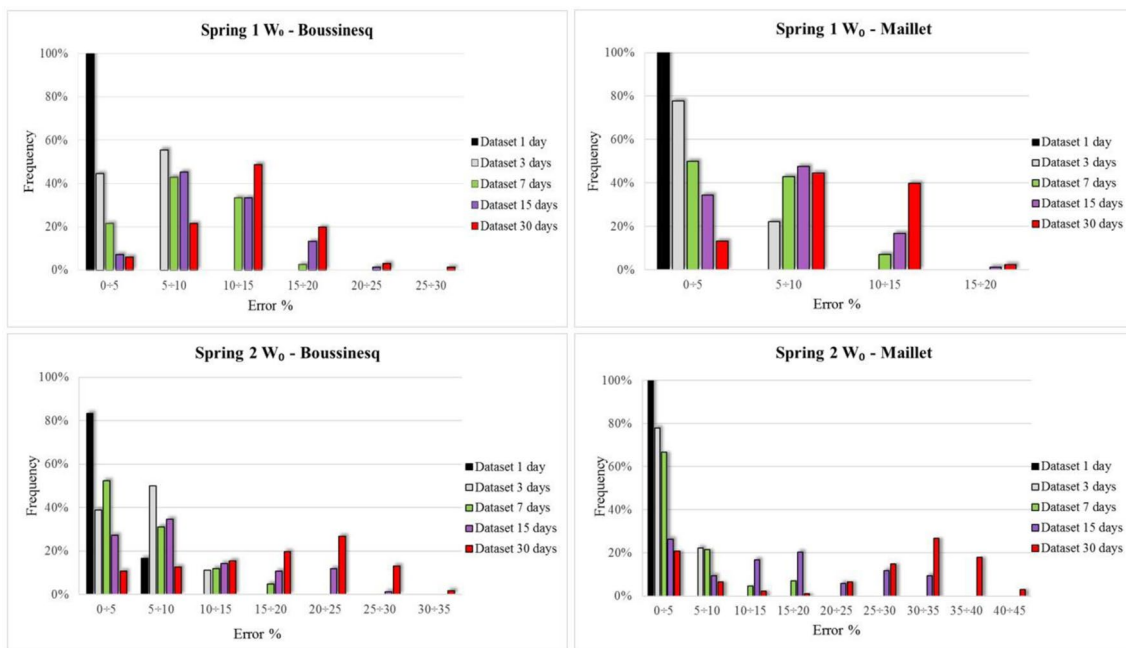 Spring 1 W₀ - Boussinesq
100%
80%
60%
40%
20%
0%
Frequency
0÷5
5÷10
10÷15
15÷20
20÷25
25÷30
Error %
Dataset 1 day
Dataset 3 days
Dataset 7 days
Dataset 15 days
Dataset 30 days
Spring 1 W₀ - Maillet
100%
80%
60%
40%
20%
0%
Frequency
0÷5
5÷10
10÷15
15÷20
Error %
Dataset 1 day
Dataset 3 days
Dataset 7 days
Dataset 15 days
Dataset 30 days
Spring 2 W₀ - Boussinesq
100%
80%
60%
40%
20%
0%
Frequency
0÷5
5÷10
10÷15
15÷20
20÷25
25÷30
30÷35
Error %
Dataset 1 day
Dataset 3 days
Dataset 7 days
Dataset 15 days
Dataset 30 days
Spring 2 W₀ - Maillet
100%
80%
60%
40%
20%
0%
Frequency
0÷5
5÷10
10÷15
15÷20
20÷25
25÷30
30÷35
35÷40
40÷45
Error %
Dataset 1 day
Dataset 3 days
Dataset 7 days
Dataset 15 days
Dataset 30 days